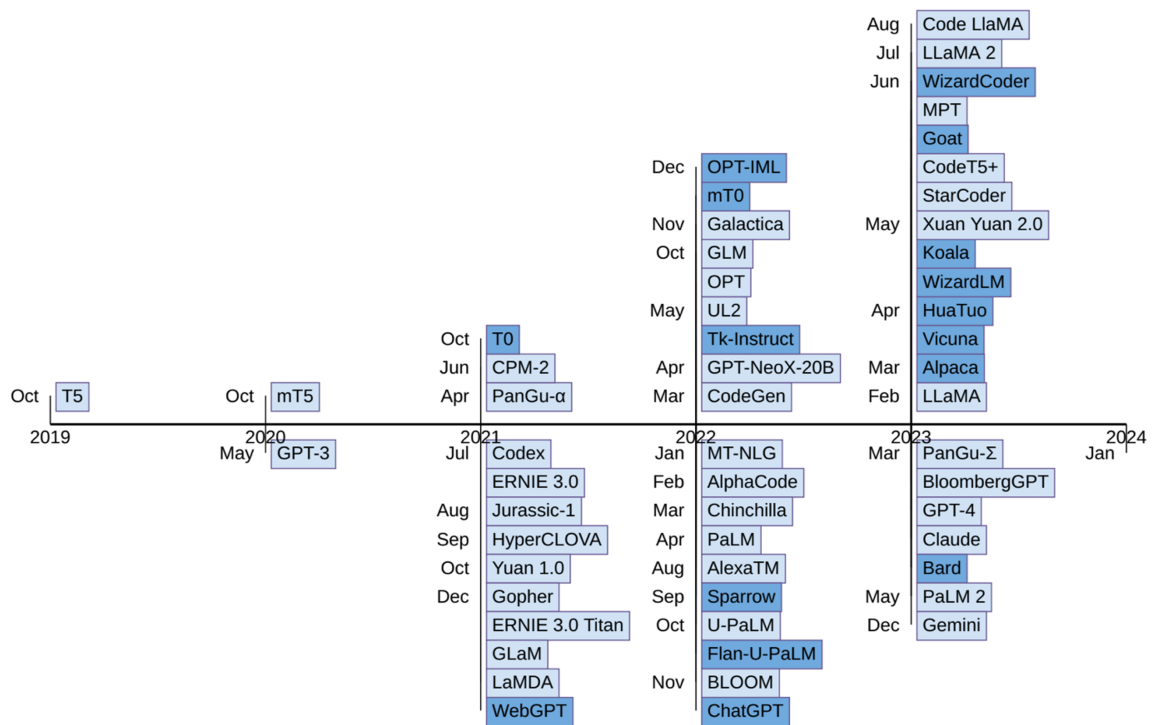 Aug Code LlaMA
Jul LLaMA 2
Jun WizardCoder
MPT
Goat
Dec OPT-IML CodeT5+
mT0 StarCoder
Nov Galactica May Xuan Yuan 2.0
Oct GLM Koala
OPT WizardLM
May UL2 Apr HuaTuo
Oct T0 Tk-Instruct Vicuna
Jun CPM-2 Apr GPT-NeoX-20B Mar Alpaca
Oct T5 Oct mT5 Apr PanGu-α Mar CodeGen Feb LLaMA
2019 2020 2021 2022 2023 2024
May GPT-3 Jul Codex Jan MT-NLG Mar PanGu-Σ Jan
ERNIE 3.0 Feb AlphaCode BloombergGPT
Aug Jurassic-1 Mar Chinchilla GPT-4
Sep HyperCLOVA Apr PaLM Claude
Oct Yuan 1.0 Aug AlexaTM Bard
Dec Gopher Sep Sparrow May PaLM 2
ERNIE 3.0 Titan Oct U-PaLM Dec Gemini
GLaM Flan-U-PaLM
LaMDA Nov BLOOM
WebGPT ChatGPT